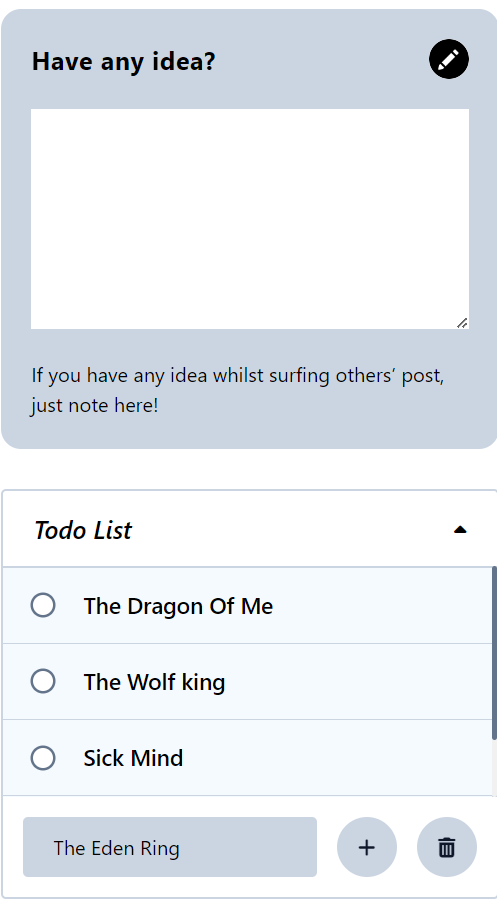 Have any idea?
If you have any idea whilst surfing others’ post,
just note here!
Todo List
The Dragon Of Me
The Wolf king
Sick Mind
The Eden Ring